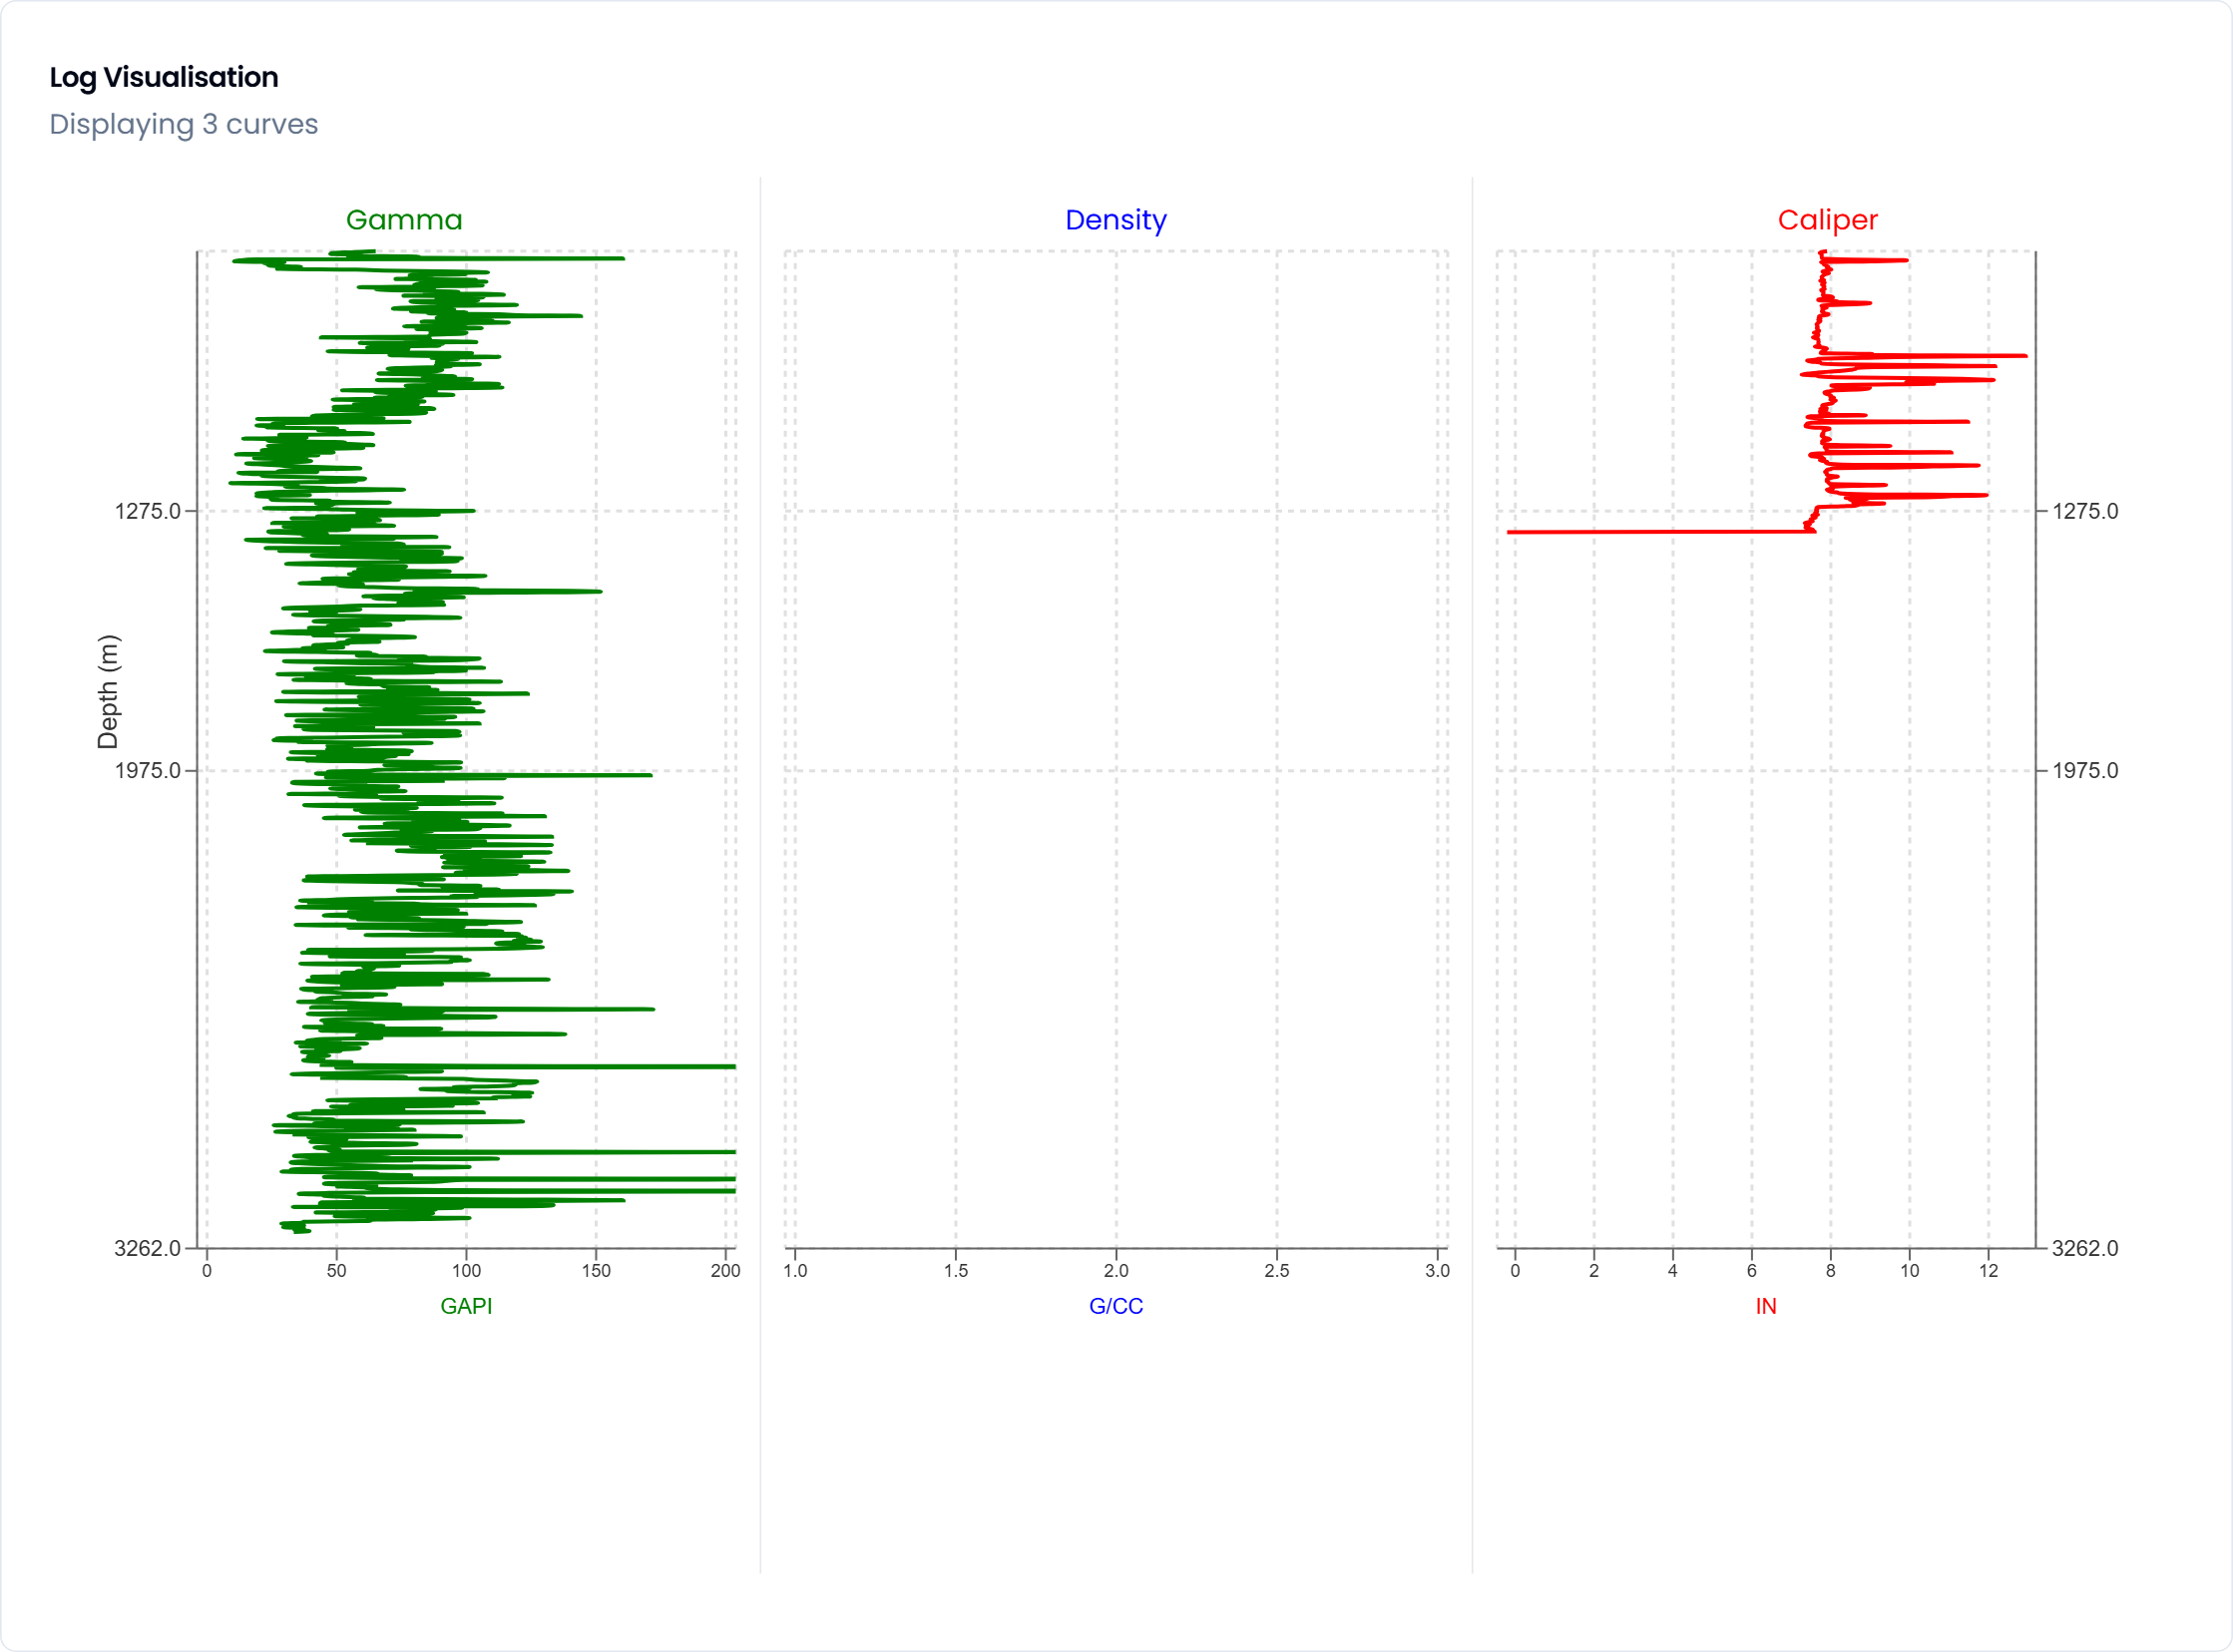 Log Visualisation
Displaying 3 curves
Gamma
Density
Caliper
1275.0
1275.0
Depth (m)
1975.0
1975.0
3262.0
3262.0
0 50 100 150 200
1.0 1.5 2.0 2.5 3.0
0 2 4 6 8 10 12
GAPI
G/CC
IN